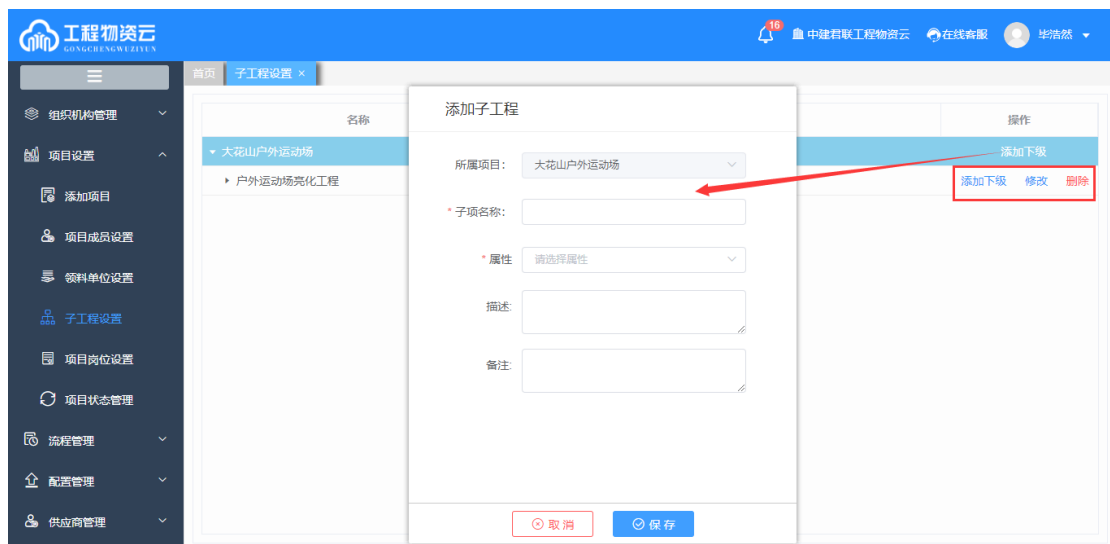 工程物资云
GONGCHENGWUZIYUN
16
中建君联工程物资云
在线客服
毕浩然
首页
子工程设置 ×
组织机构管理
项目设置
添加项目
项目成员设置
领料单位设置
子工程设置
项目岗位设置
项目状态管理
流程管理
配置管理
供应商管理
名称
操作
大花山户外运动场
添加下级
户外运动场亮化工程
添加下级 修改 删除
添加子工程
所属项目： 大花山户外运动场
* 子项名称：
* 属性 请选择属性
描述:
备注:
取消
保存